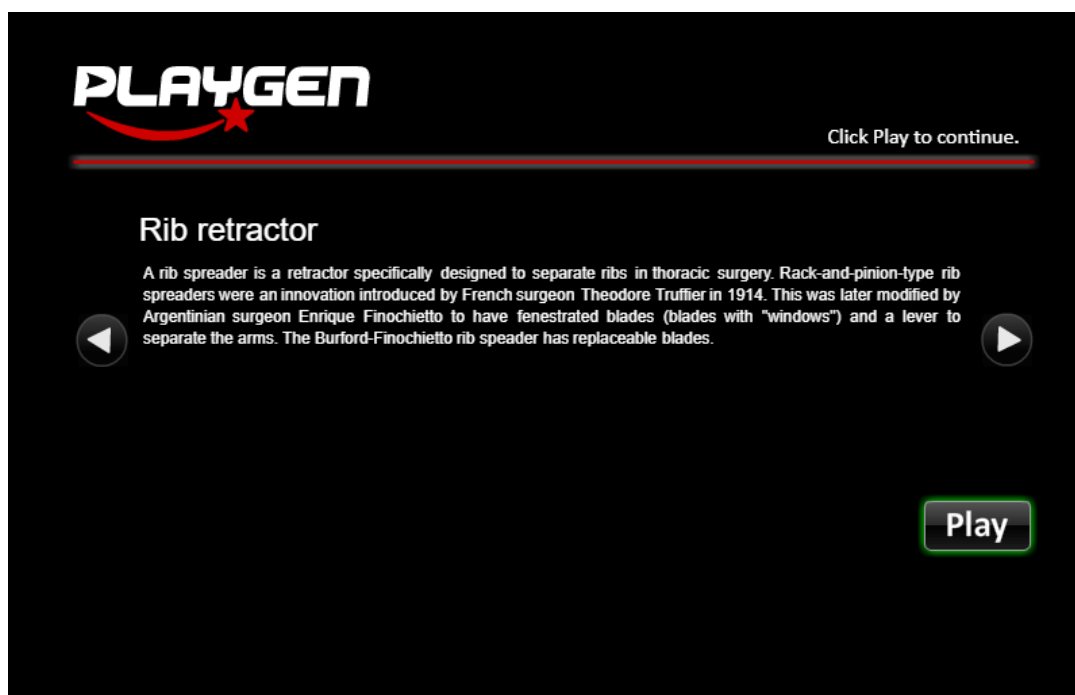 PLAYGEN
Click Play to continue.
Rib retractor
A rib spreader is a retractor specifically designed to separate ribs in thoracic surgery. Rack-and-pinion-type rib
spreaders were an innovation introduced by French surgeon Theodore Truffier in 1914. This was later modified by
Argentinian surgeon Enrique Finochietto to have fenestrated blades (blades with "windows") and a lever to
separate the arms. The Burford-Finochietto rib speader has replaceable blades.
Play